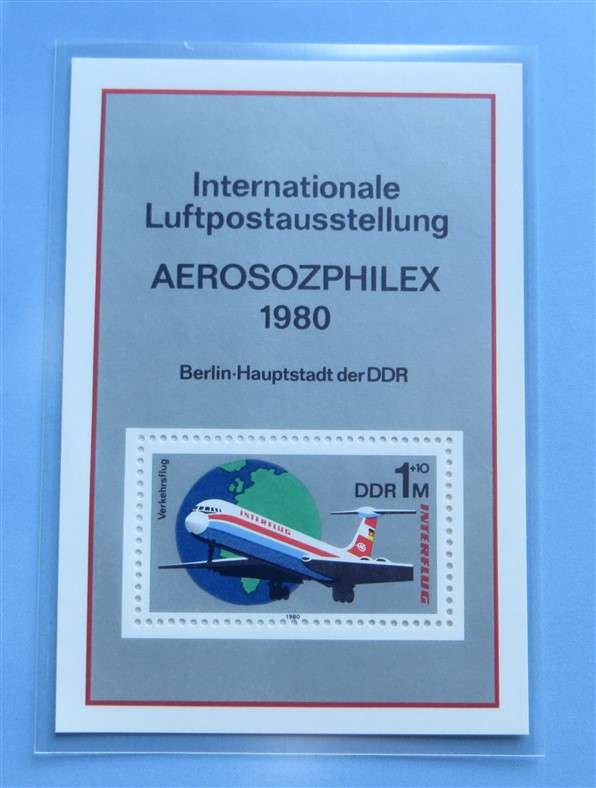 Internationale
Luftpostausstellung
AEROSOZPHILEX
1980
Berlin·Hauptstadt der DDR
Verkehrsflug
DDR 1+10 M
INTERFLUG
INTERFLUG
1980